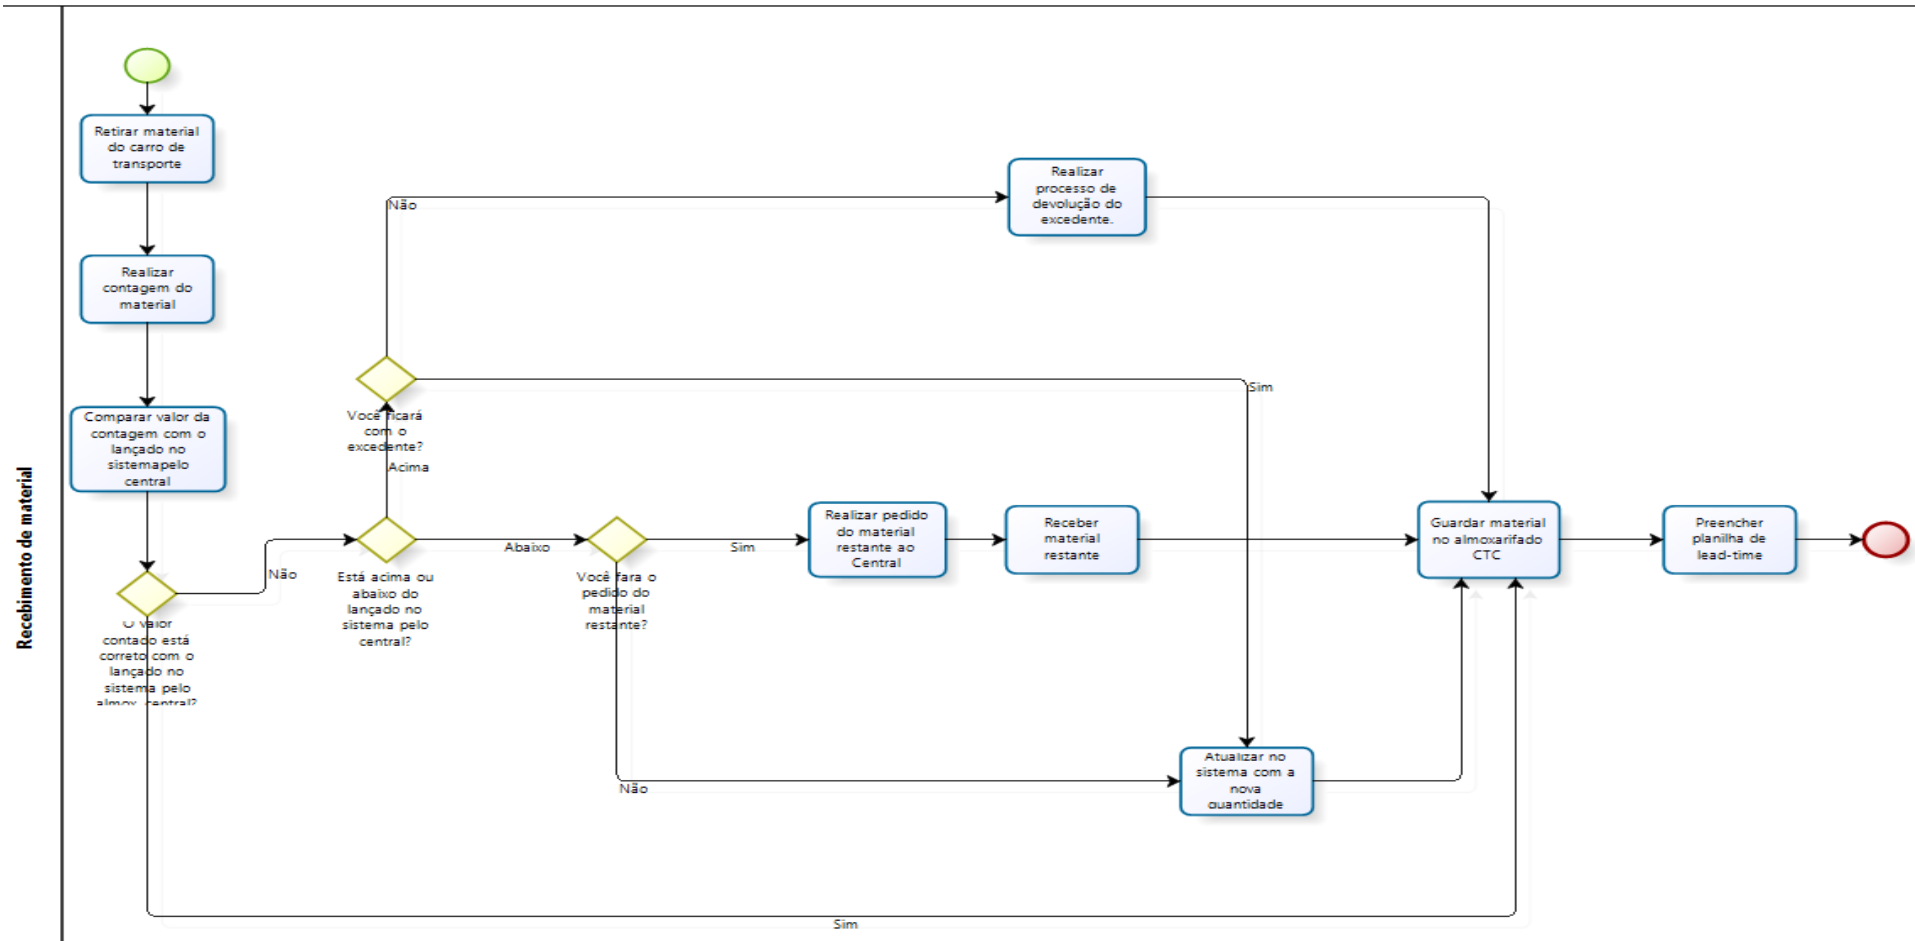 Recebimento de material
Retirar material
do carro de
transporte
Realizar
contagem do
material
Comparar valor da
contagem com o
lançado no
sistemapelo
central
O valor
contado está
correto com o
lançado no
sistema pelo
almox. central?
Não
Sim
Está acima ou
abaixo do
lançado no
sistema pelo
central?
Acima
Abaixo
Você ficará
com o
excedente?
Não
Sim
Realizar
processo de
devolução do
excedente.
Você fara o
pedido do
material
restante?
Sim
Não
Realizar pedido
do material
restante ao
Central
Receber
material
restante
Atualizar no
sistema com a
nova
quantidade
Guardar material
no almoxarifado
CTC
Preencher
planilha de
lead-time